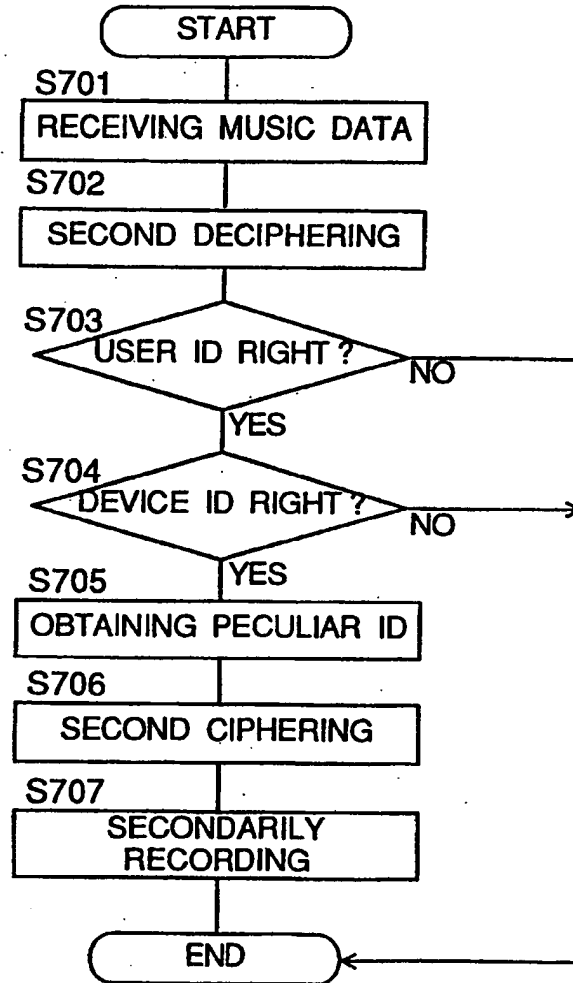 START
S701
RECEIVING MUSIC DATA
S702
SECOND DECIPHERING
S703
USER ID RIGHT ?
NO
YES
S704
DEVICE ID RIGHT ?
NO
YES
S705
OBTAINING PECULIAR ID
S706
SECOND CIPHERING
S707
SECONDARILY
RECORDING
END